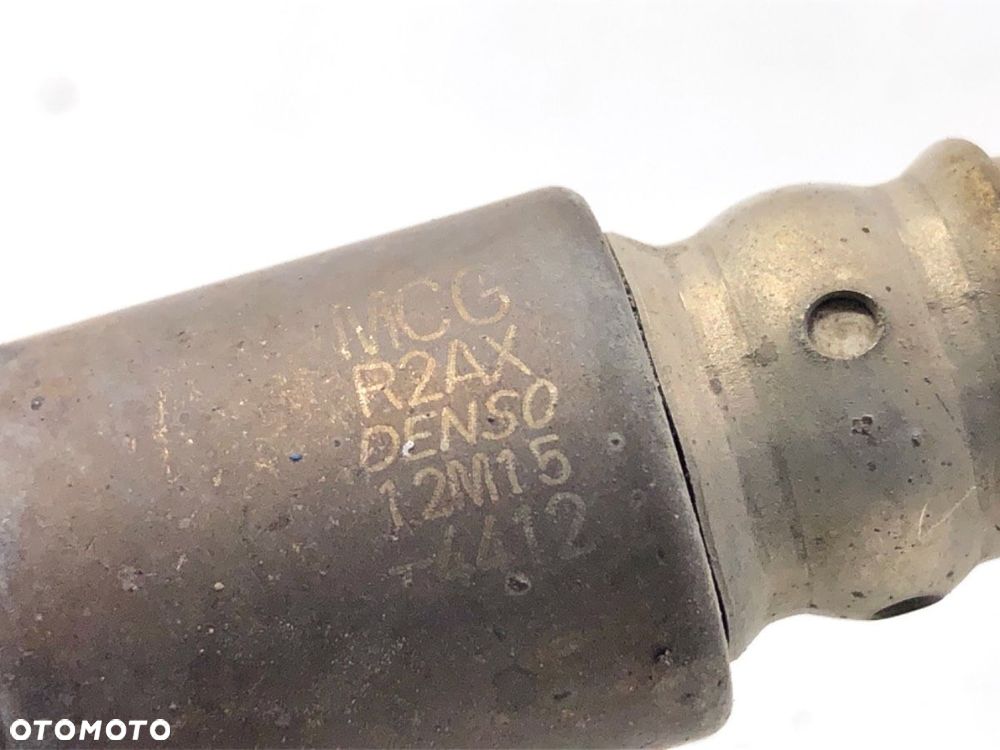 MCG
R2AX
DENSO
12M15
-4412
OTOMOTO